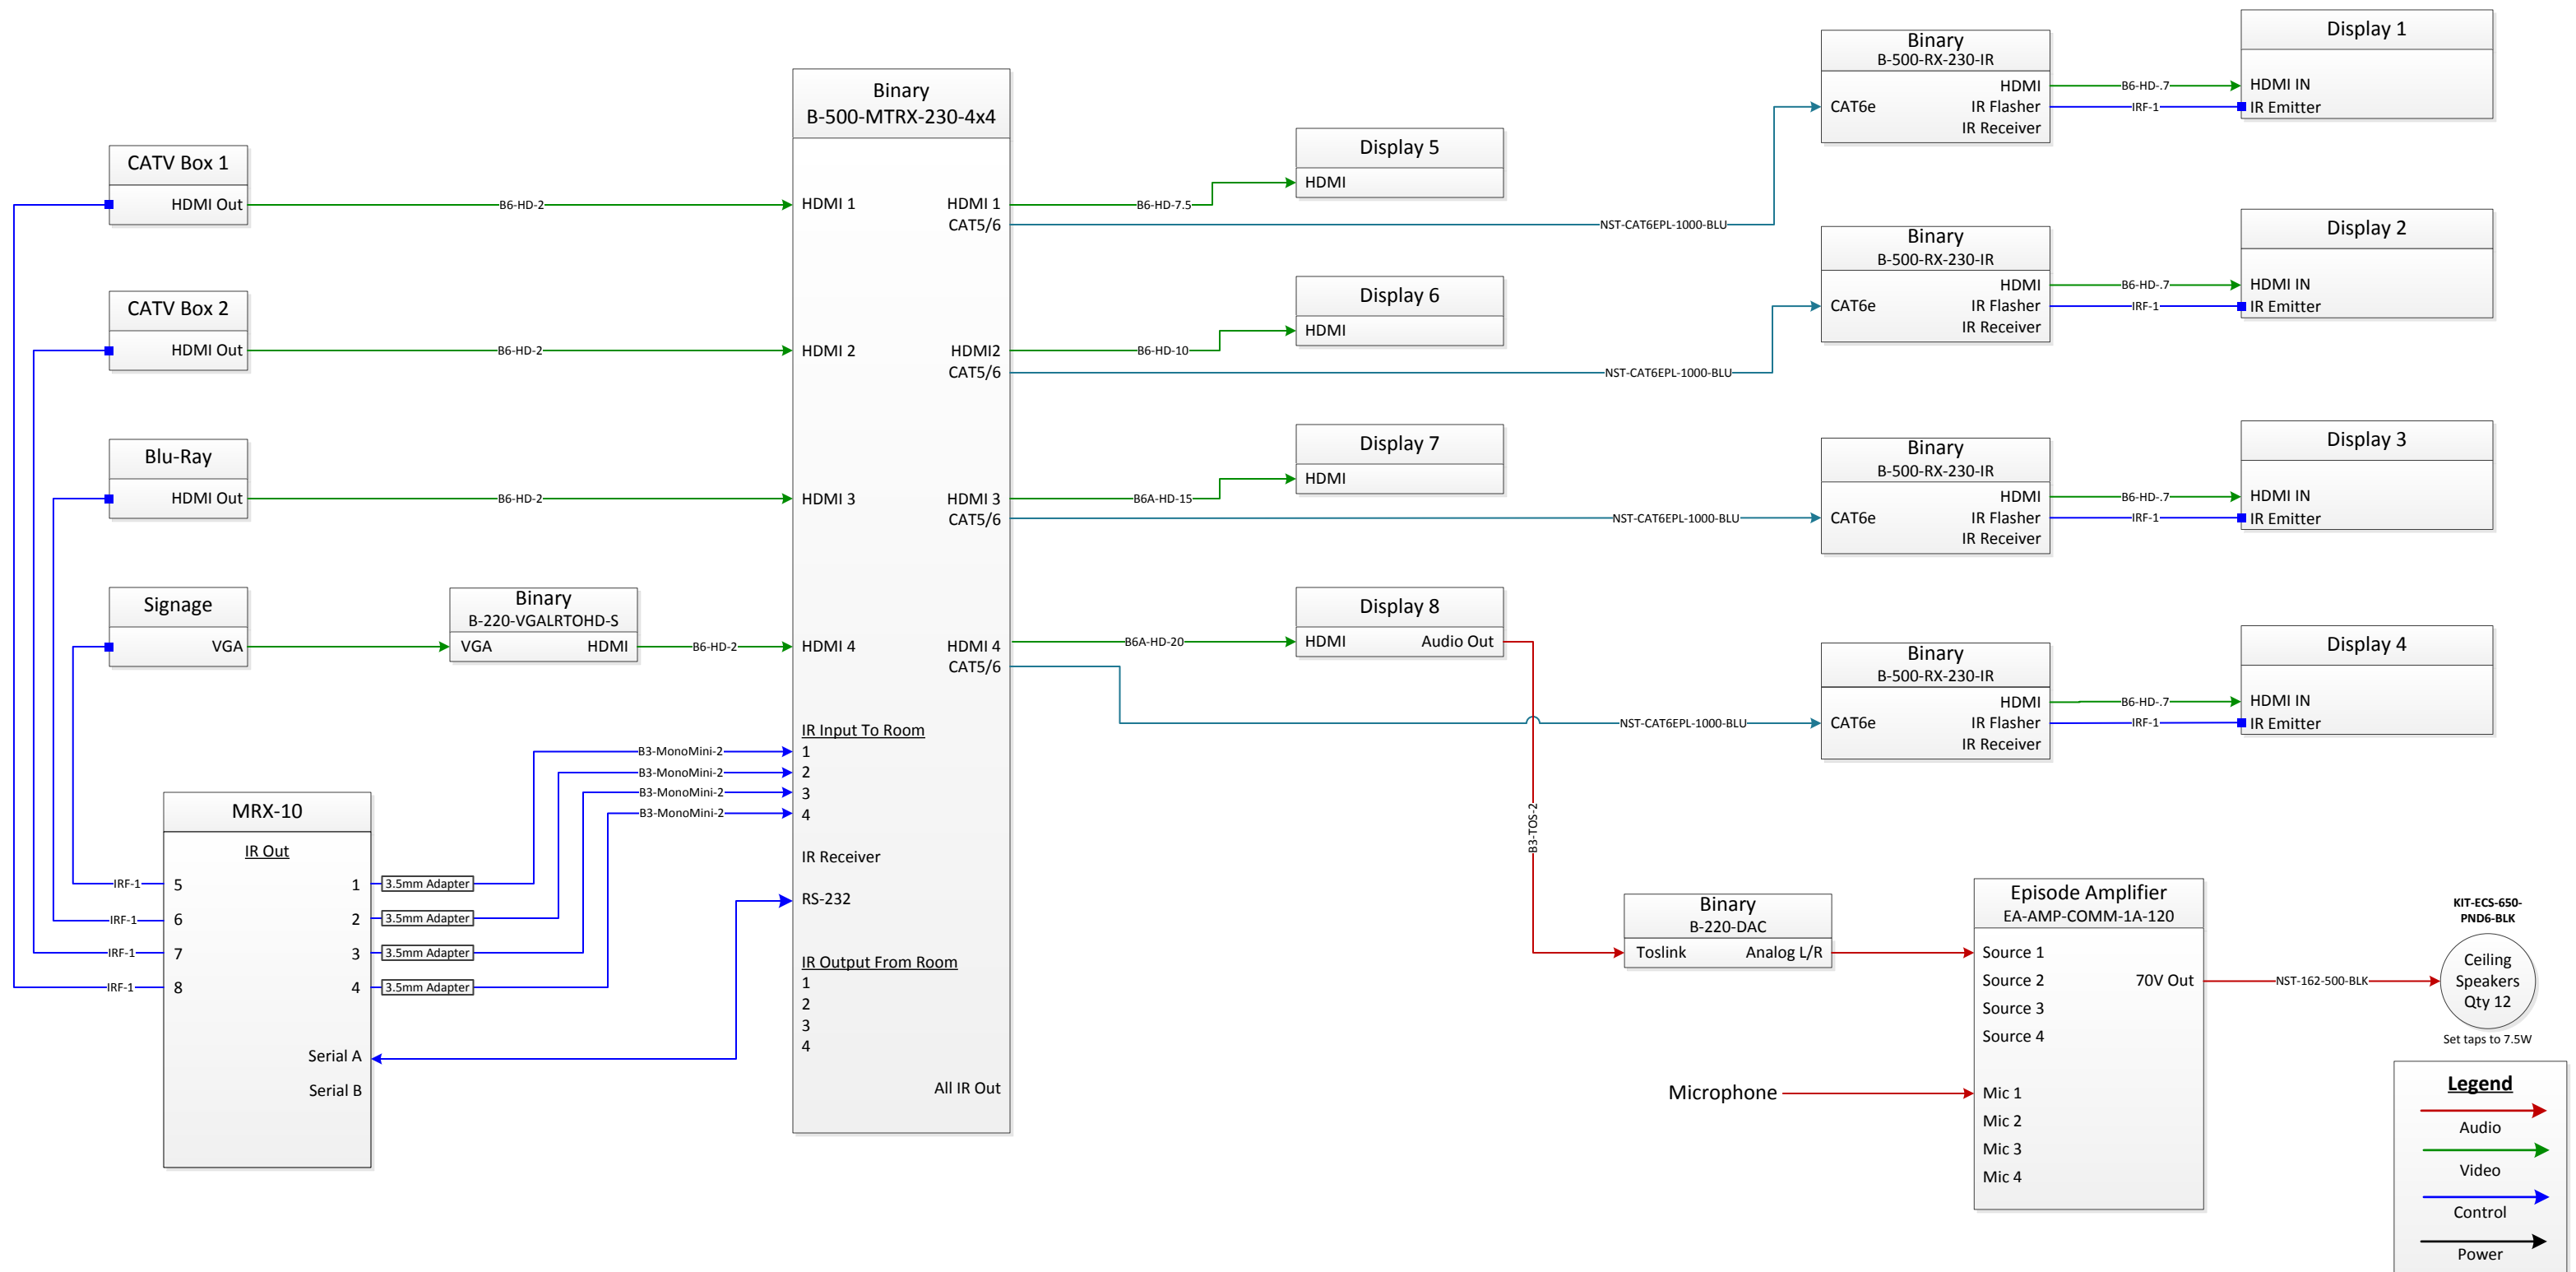 Display 1
HDMI IN
IR Emitter
Binary
B-500-RX-230-IR
HDMI
CAT6e
IR Flasher
IR Receiver
B6-HD-.7
IRF-1
Binary
B-500-MTRX-230-4x4
HDMI 1
HDMI 1
CAT5/6
HDMI 2
HDMI2
CAT5/6
HDMI 3
HDMI 3
CAT5/6
HDMI 4
HDMI 4
CAT5/6
IR Input To Room
1
2
3
4
IR Receiver
RS-232
IR Output From Room
1
2
3
4
All IR Out
CATV Box 1
HDMI Out
B6-HD-2
Display 5
HDMI
B6-HD-7.5
NST-CAT6EPL-1000-BLU
Display 2
HDMI IN
IR Emitter
Binary
B-500-RX-230-IR
HDMI
CAT6e
IR Flasher
IR Receiver
B6-HD-.7
IRF-1
CATV Box 2
HDMI Out
B6-HD-2
Display 6
HDMI
B6-HD-10
NST-CAT6EPL-1000-BLU
Blu-Ray
HDMI Out
B6-HD-2
Display 7
HDMI
B6A-HD-15
NST-CAT6EPL-1000-BLU
Binary
B-500-RX-230-IR
HDMI
CAT6e
IR Flasher
IR Receiver
B6-HD-.7
IRF-1
Display 3
HDMI IN
IR Emitter
Signage
VGA
Binary
B-220-VGALRTOHD-S
VGA
HDMI
B6-HD-2
Display 8
HDMI
Audio Out
B6A-HD-20
NST-CAT6EPL-1000-BLU
Binary
B-500-RX-230-IR
HDMI
CAT6e
IR Flasher
IR Receiver
B6-HD-.7
IRF-1
Display 4
HDMI IN
IR Emitter
B3-MonoMini-2
B3-MonoMini-2
B3-MonoMini-2
B3-MonoMini-2
MRX-10
IR Out
IRF-1
5
1
3.5mm Adapter
IRF-1
6
2
3.5mm Adapter
IRF-1
7
3
3.5mm Adapter
IRF-1
8
4
3.5mm Adapter
Serial A
Serial B
B3-TOS-2
Binary
B-220-DAC
Toslink
Analog L/R
Episode Amplifier
EA-AMP-COMM-1A-120
Source 1
Source 2
70V Out
Source 3
Source 4
Mic 1
Mic 2
Mic 3
Mic 4
Microphone
NST-162-500-BLK
KIT-ECS-650-
PND6-BLK
Ceiling
Speakers
Qty 12
Set taps to 7.5W
Legend
Audio
Video
Control
Power